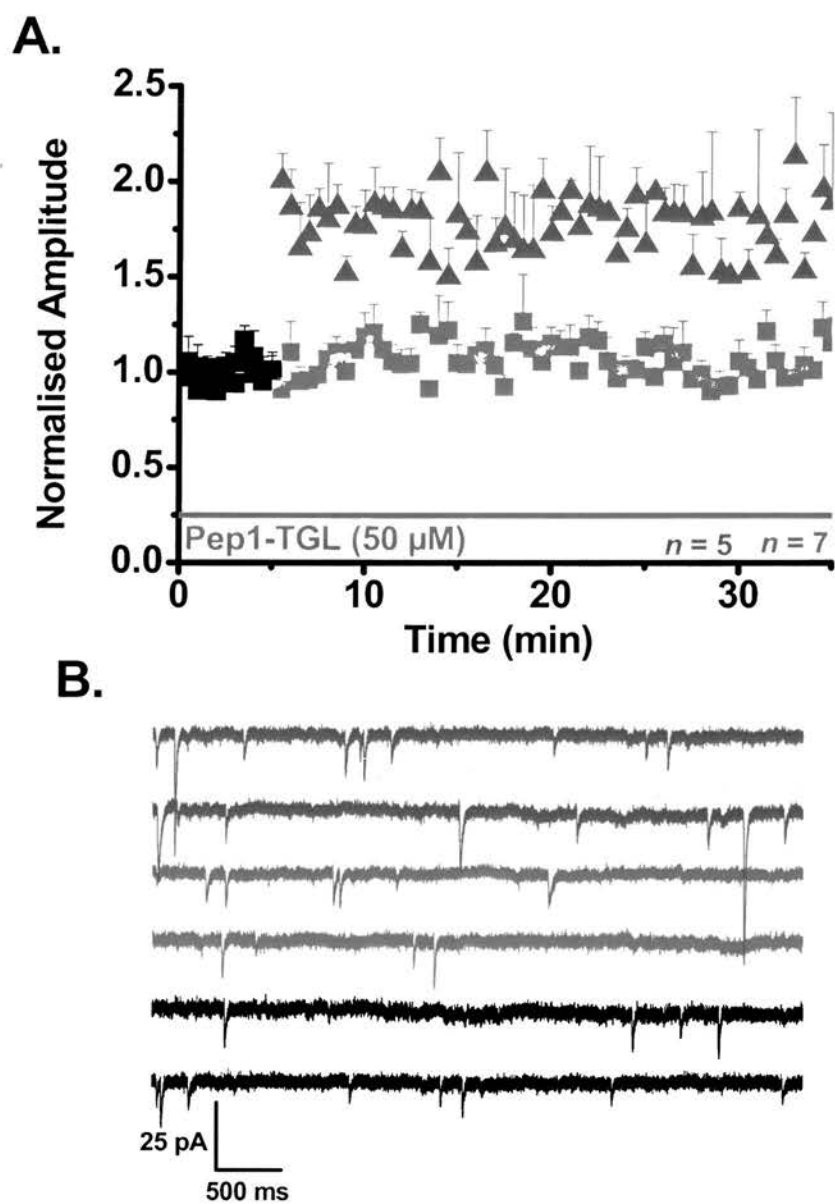 A.
Normalised Amplitude
2.5
2.0
1.5
1.0
0.5
0.0
Pep1-TGL (50 µM)
n = 5
n = 7
0
10
20
30
Time (min)
B.
25 pA
500 ms